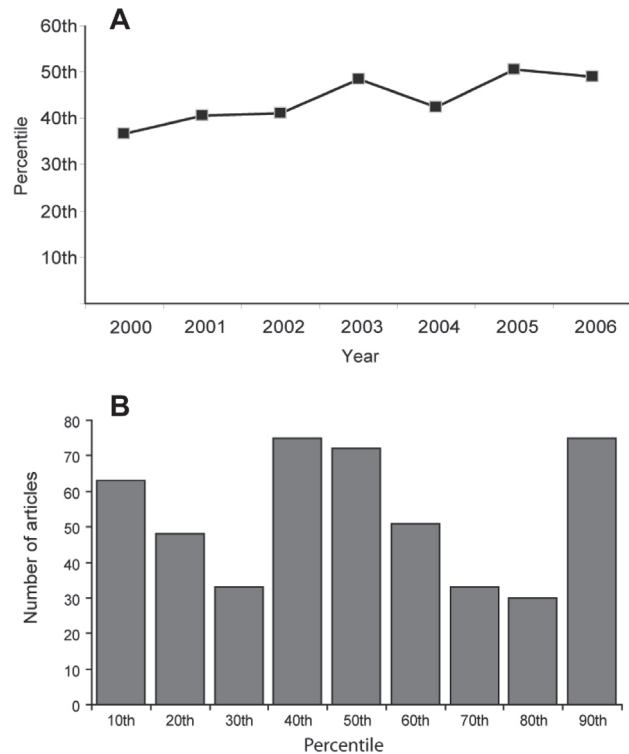 A
60th
50th
40th
30th
20th
10th
Percentile
2000 2001 2002 2003 2004 2005 2006
Year
B
80
70
60
50
40
30
20
10
0
Number of articles
10th 20th 30th 40th 50th 60th 70th 80th 90th
Percentile